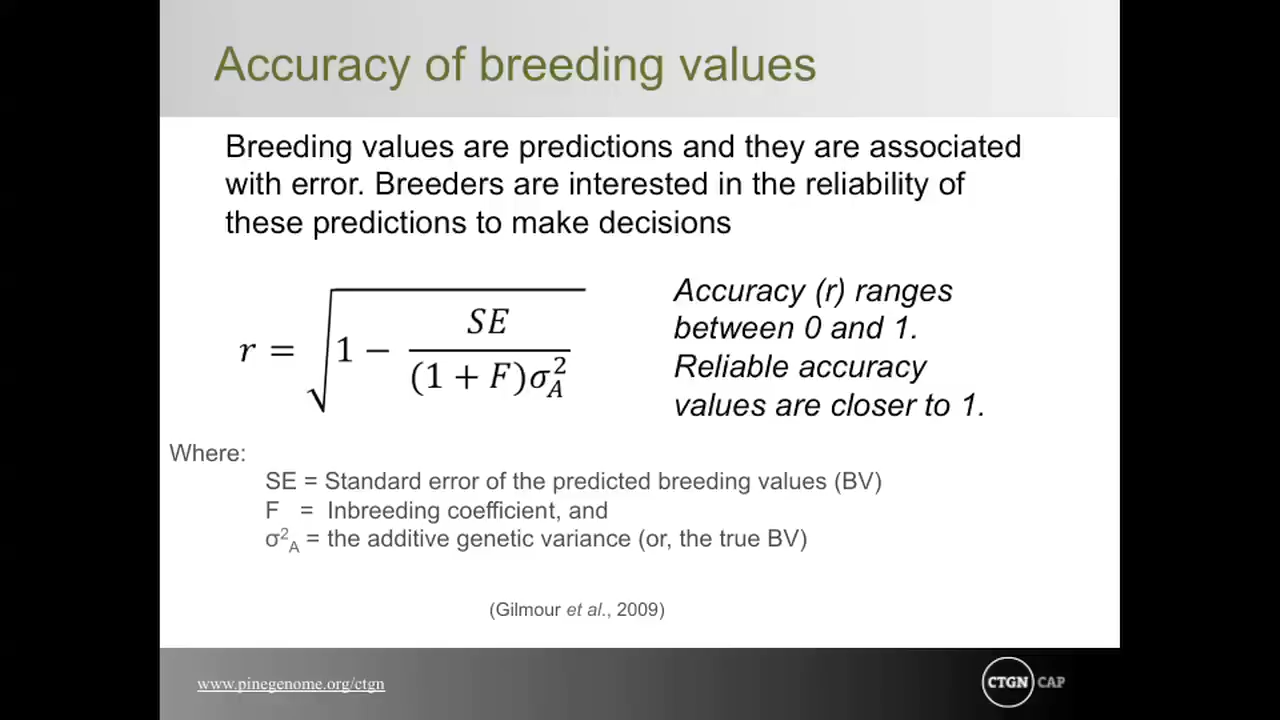 Accuracy of breeding values
Breeding values are predictions and they are associated
with error. Breeders are interested in the reliability of
these predictions to make decisions
r = √(1 − SE / ((1 + F)σ²_A))
Accuracy (r) ranges
between 0 and 1.
Reliable accuracy
values are closer to 1.
Where:
SE = Standard error of the predicted breeding values (BV)
F = Inbreeding coefficient, and
σ²_A = the additive genetic variance (or, the true BV)
(Gilmour et al., 2009)
www.pinegenome.org/ctgn
CTGN CAP